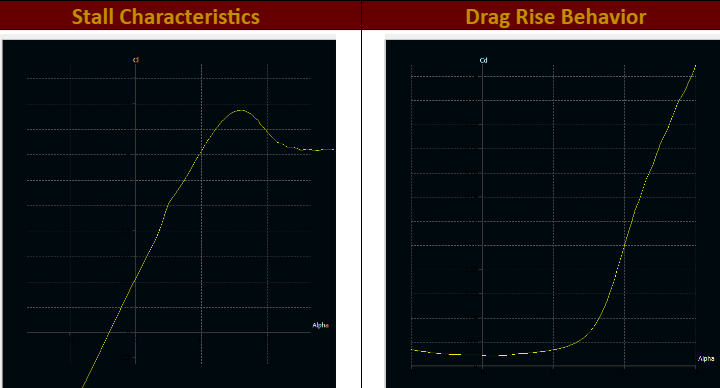 Stall Characteristics
Drag Rise Behavior
Cl
Cd
Alpha
Alpha